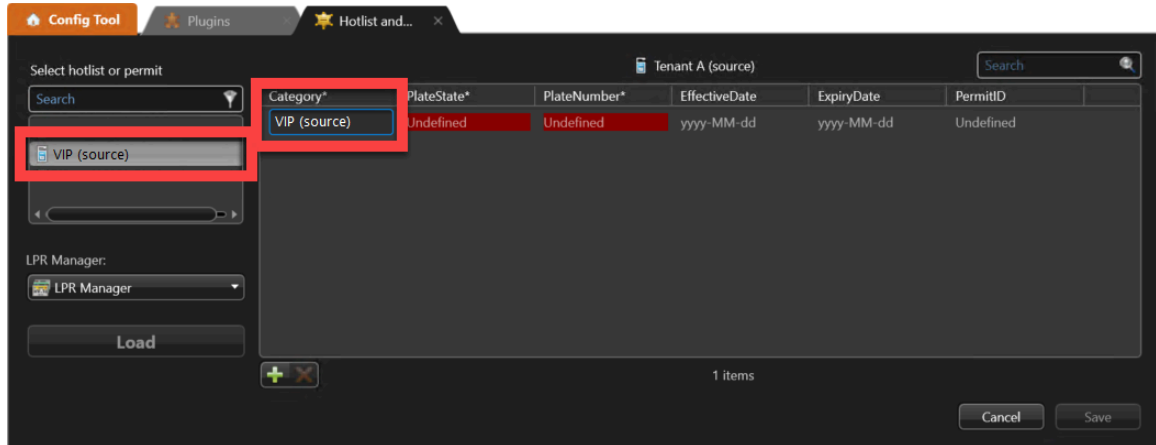 Config Tool
Plugins
Hotlist and...
Select hotlist or permit
Tenant A (source)
Search
Search
Category* PlateState* PlateNumber* EffectiveDate ExpiryDate PermitID
VIP (source) Undefined Undefined yyyy-MM-dd yyyy-MM-dd Undefined
VIP (source)
LPR Manager:
LPR Manager
Load
1 items
Cancel
Save